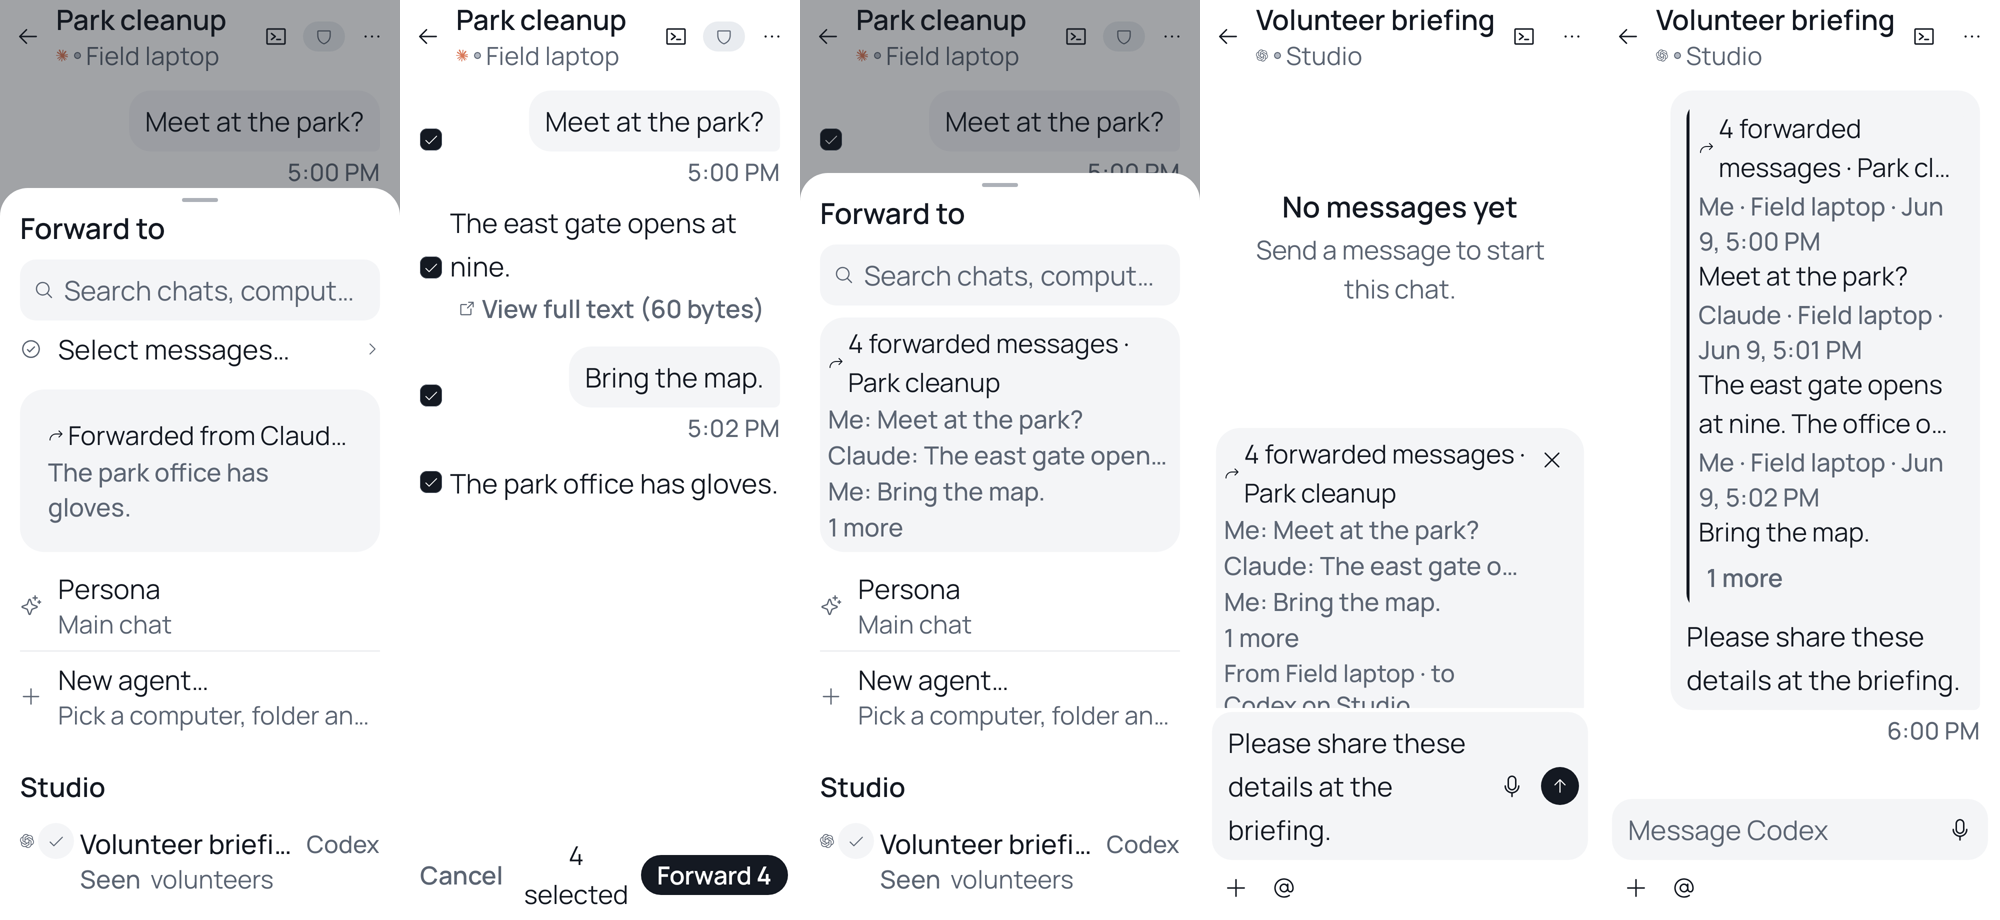 Park cleanup
Field laptop
Meet at the park?
5:00 PM
Forward to
Search chats, comput...
Select messages...
Forwarded from Claud...
The park office has
gloves.
Persona
Main chat
New agent...
Pick a computer, folder an...
Studio
Volunteer briefi... Codex
Seen volunteers
Park cleanup
Field laptop
Meet at the park?
5:00 PM
The east gate opens at
nine.
View full text (60 bytes)
Bring the map.
5:02 PM
The park office has gloves.
Cancel
4
selected
Forward 4
Park cleanup
Field laptop
Meet at the park?
5:00 PM
Forward to
Search chats, comput...
4 forwarded messages ·
Park cleanup
Me: Meet at the park?
Claude: The east gate open...
Me: Bring the map.
1 more
Persona
Main chat
New agent...
Pick a computer, folder an...
Studio
Volunteer briefi... Codex
Seen volunteers
Volunteer briefing
Studio
No messages yet
Send a message to start
this chat.
4 forwarded messages ·
Park cleanup
Me: Meet at the park?
Claude: The east gate o...
Me: Bring the map.
1 more
From Field laptop · to
Codex on Studio
Please share these
details at the
briefing.
@
Volunteer briefing
Studio
4 forwarded
messages · Park cl...
Me · Field laptop · Jun
9, 5:00 PM
Meet at the park?
Claude · Field laptop ·
Jun 9, 5:01 PM
The east gate opens
at nine. The office o...
Me · Field laptop · Jun
9, 5:02 PM
Bring the map.
1 more
Please share these
details at the briefing.
6:00 PM
Message Codex
@